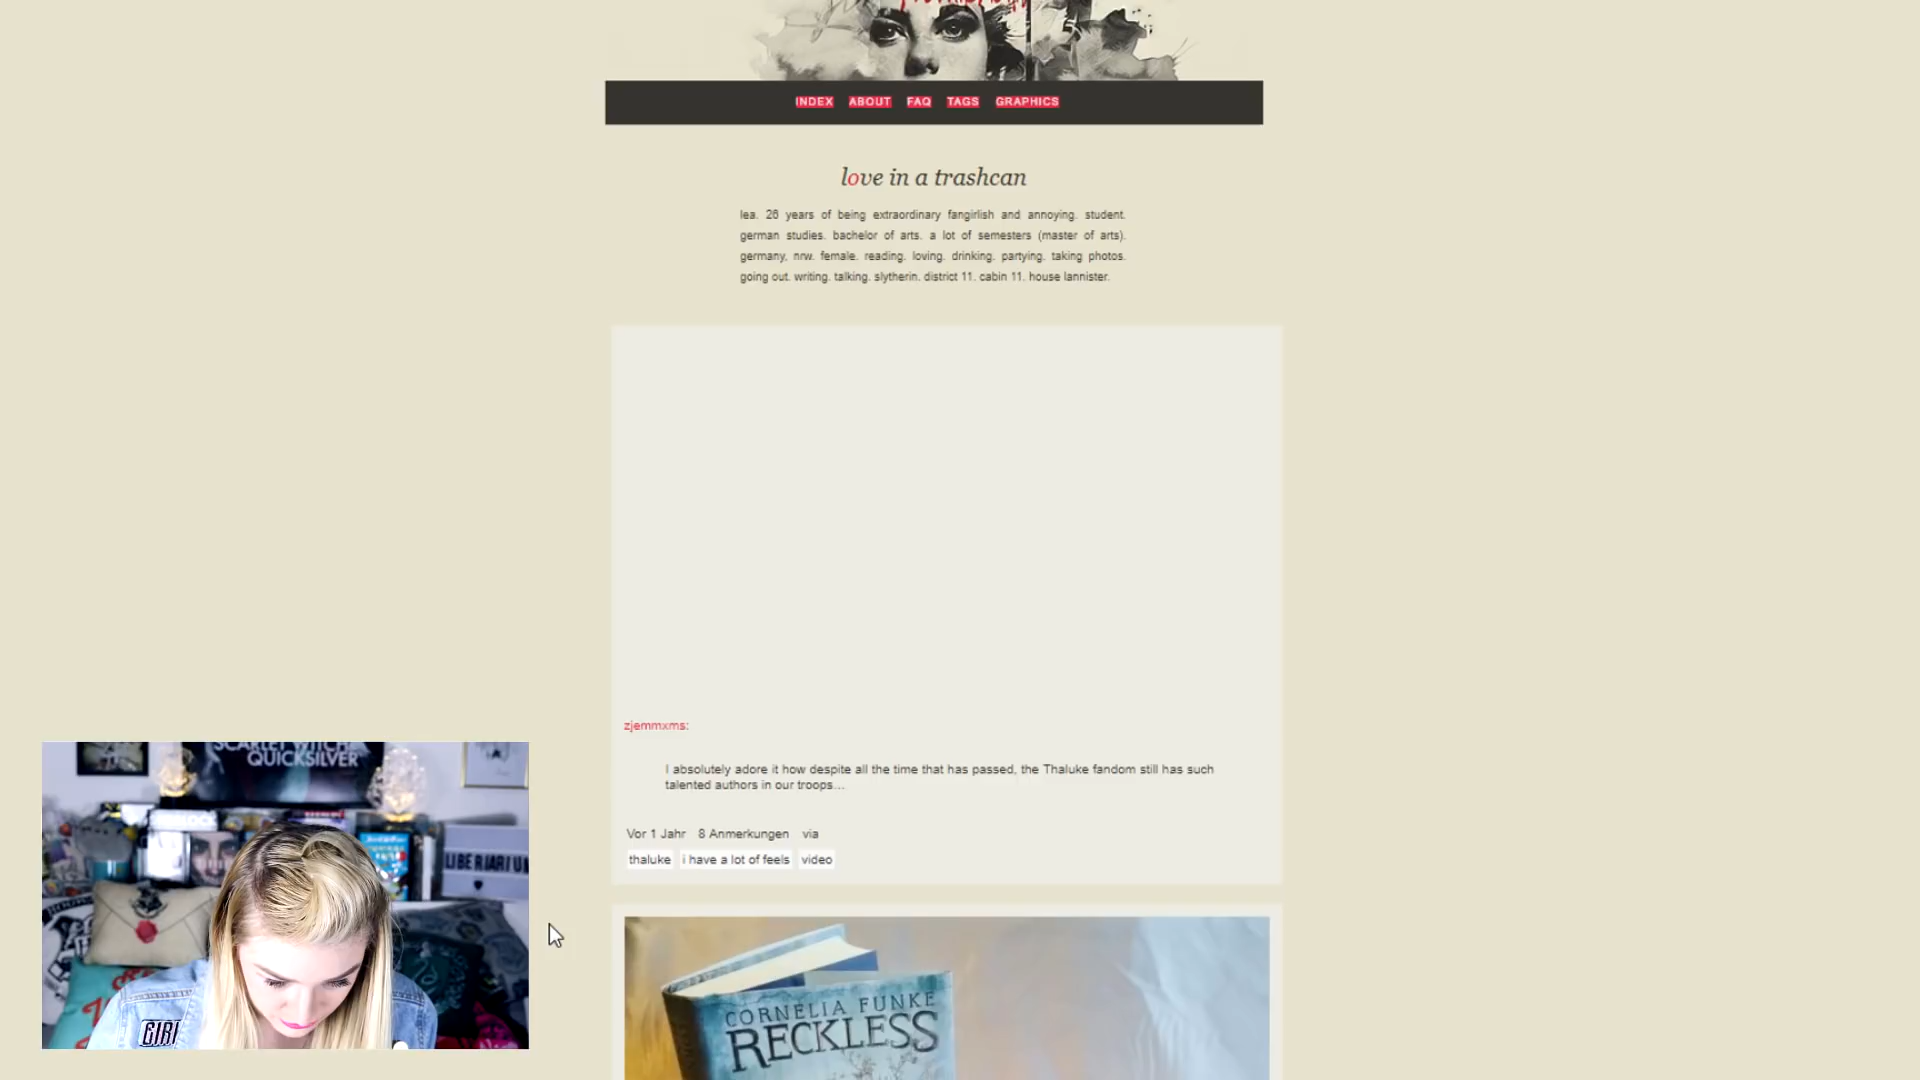 INDEX ABOUT FAQ TAGS GRAPHICS
love in a trashcan
lea. 26 years of being extraordinary fangirlish and annoying. student.
german studies. bachelor of arts. a lot of semesters (master of arts).
germany, nrw. female. reading. loving. drinking. partying. taking photos.
going out. writing. talking. slytherin. district 11. cabin 11. house lannister.
zjemmxms:
I absolutely adore it how despite all the time that has passed, the Thaluke fandom still has such
talented authors in our troops...
Vor 1 Jahr 8 Anmerkungen via
thaluke i have a lot of feels video
SCARLET WITCH
QUICKSILVER
GIRL
CORNELIA FUNKE
RECKLESS